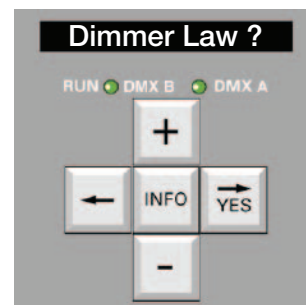 Dimmer Law ?
RUN DMX B DMX A
+
INFO YES
-